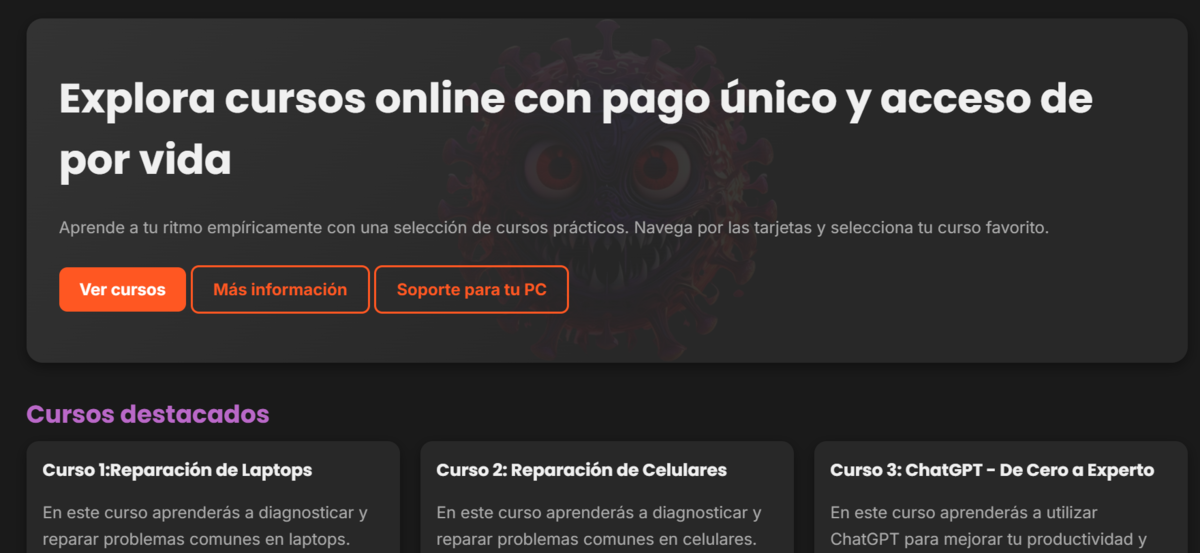 Explora cursos online con pago único y acceso de
por vida
Aprende a tu ritmo empíricamente con una selección de cursos prácticos. Navega por las tarjetas y selecciona tu curso favorito.
Ver cursos
Más información
Soporte para tu PC
Cursos destacados
Curso 1:Reparación de Laptops
En este curso aprenderás a diagnosticar y
reparar problemas comunes en laptops.
Curso 2: Reparación de Celulares
En este curso aprenderás a diagnosticar y
reparar problemas comunes en celulares.
Curso 3: ChatGPT - De Cero a Experto
En este curso aprenderás a utilizar
ChatGPT para mejorar tu productividad y